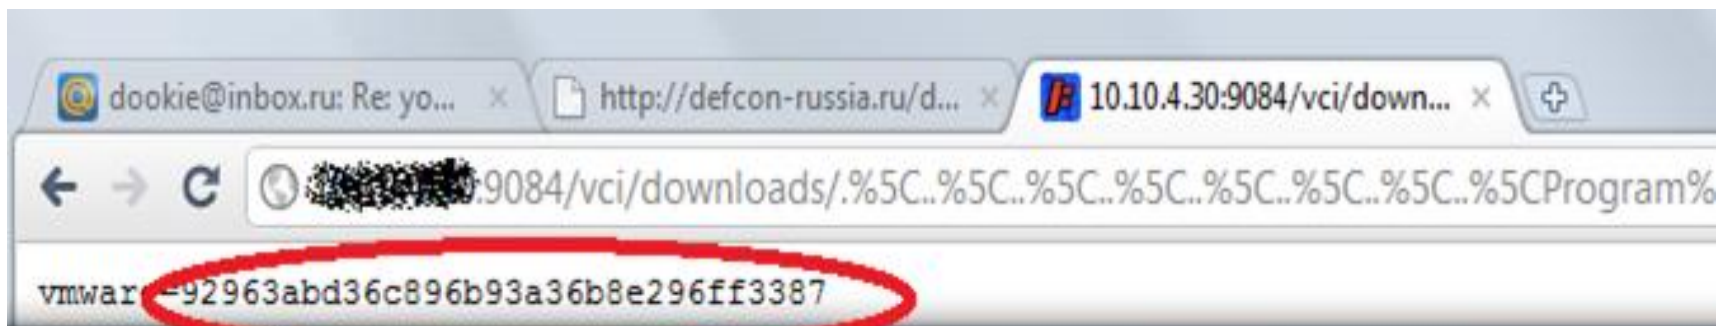 dookie@inbox.ru: Re: yo...
http://defcon-russia.ru/d...
10.10.4.30:9084/vci/down...
:9084/vci/downloads/.%5C..%5C..%5C..%5C..%5C..%5C..%5C..%5CProgram%
vmware=92963abd36c896b93a36b8e296ff3387